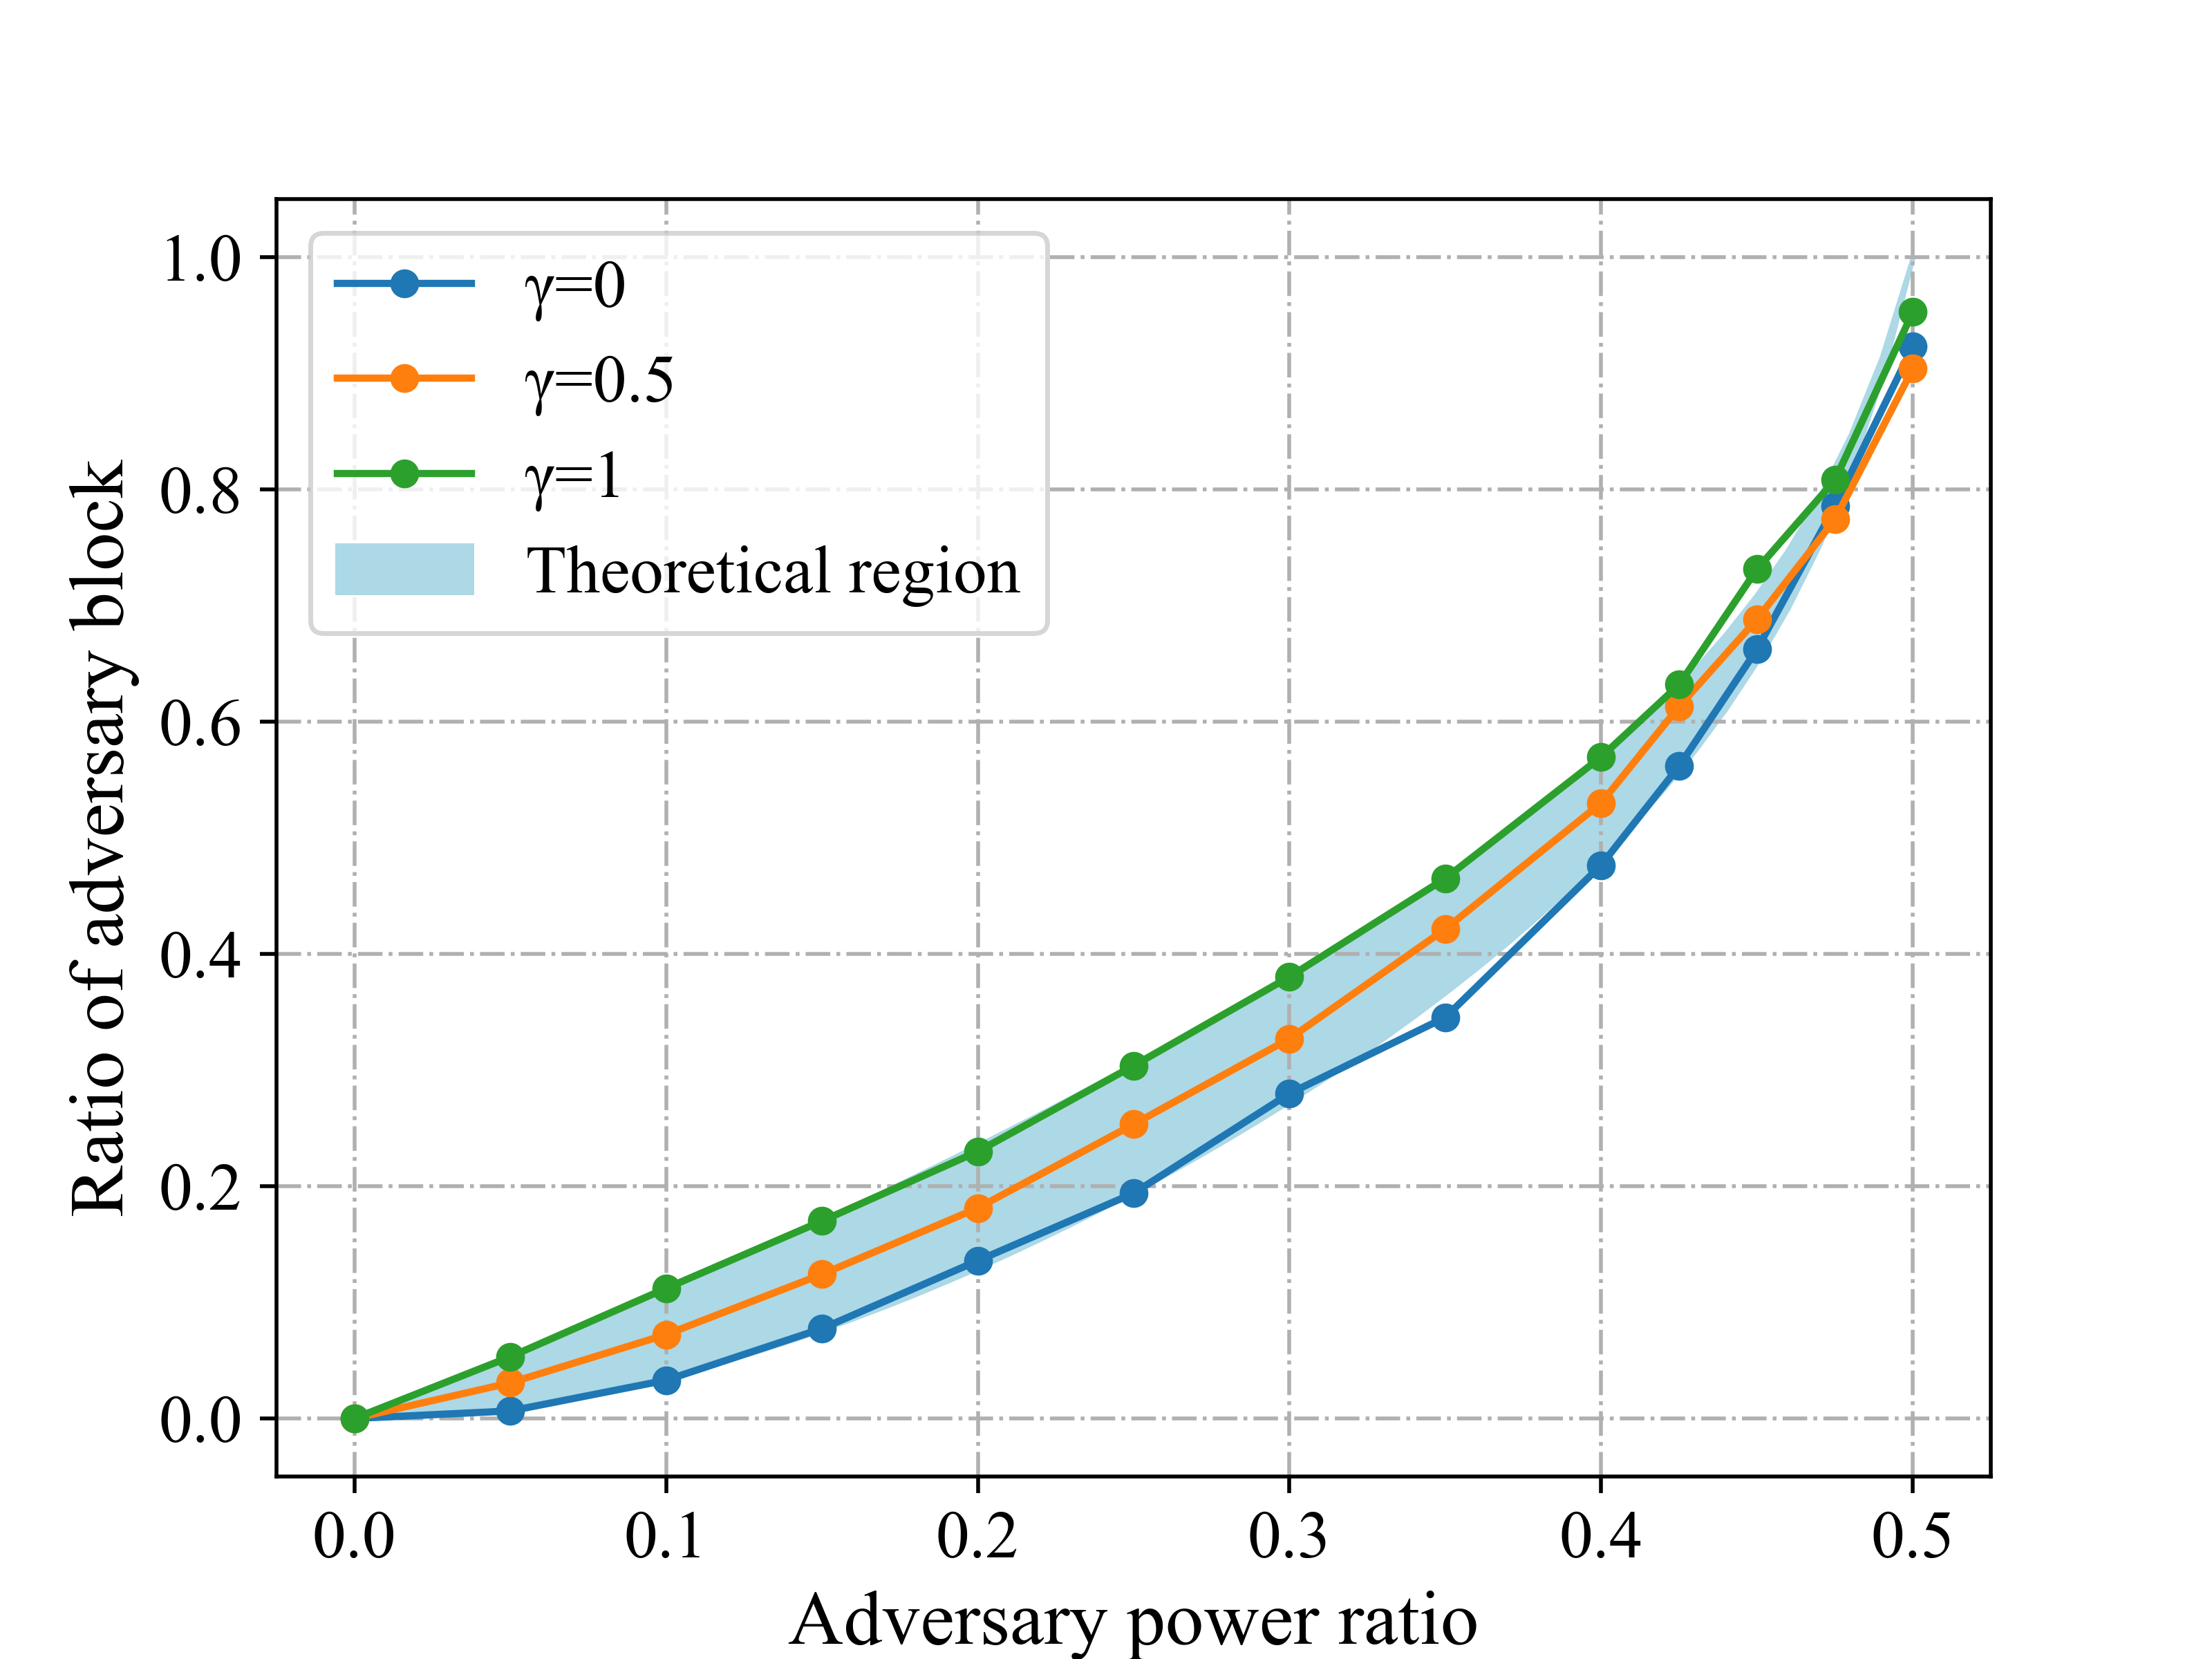 γ=0
γ=0.5
γ=1
Theoretical region
Ratio of adversary block
1.0
0.8
0.6
0.4
0.2
0.0
0.0 0.1 0.2 0.3 0.4 0.5
Adversary power ratio